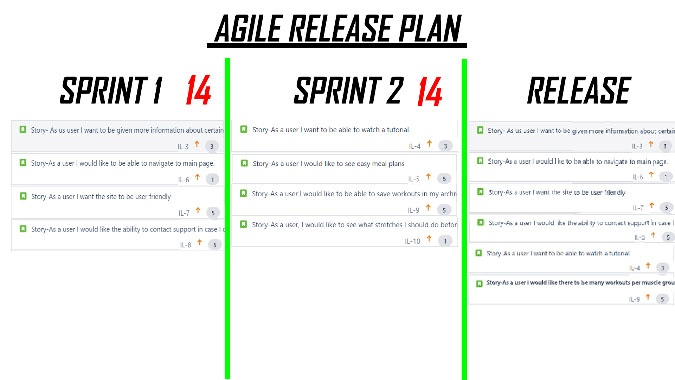 AGILE RELEASE PLAN
SPRINT 1 14
Story- As us user I want to be given more information about certain
IL-3 3
Story- As a user I would like to be able to navigate to main page.
IL-6 1
Story-As a user I want the site to be user friendly
IL-7 5
Story-As a user I would like the ability to contact support in case I
IL-8 5
SPRINT 2 14
Story-As a user I want to be able to watch a tutorial
IL-4 3
Story-As a user I would like to see easy meal plans
IL-5 5
Story-As a user I would like to be able to save workouts in my archiv
IL-9 5
Story-As a user, I would like to see what stretches I should do befor
IL-10 1
RELEASE
Story- As us user I want to be given more information about certain
IL-3 3
Story- As a user I would like to be able to navigate to main page.
IL-6 1
Story-As a user I want the site to be user friendly
IL-7 5
Story-As a user I would like the ability to contact support in case I
5
Story-As a user I want to be able to watch a tutorial
IL-4 3
Story-As a user I would like there to be many workouts per muscle grou
IL-9 5